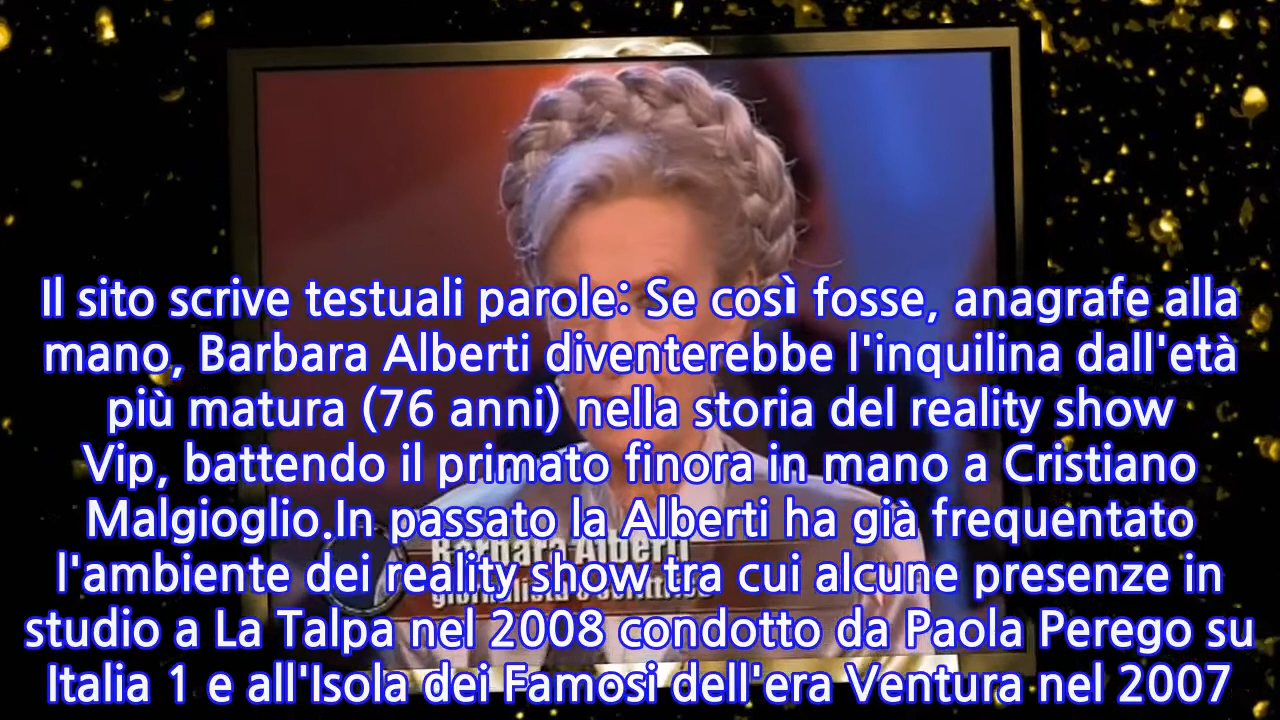 Il sito scrive testuali parole: Se così fosse, anagrafe alla
mano, Barbara Alberti diventerebbe l'inquilina dall'età
più matura (76 anni) nella storia del reality show
Vip, battendo il primato finora in mano a Cristiano
Malgioglio.In passato la Alberti ha già frequentato
l'ambiente dei reality show tra cui alcune presenze in
studio a La Talpa nel 2008 condotto da Paola Perego su
Italia 1 e all'Isola dei Famosi dell'era Ventura nel 2007
Barbara Alberti